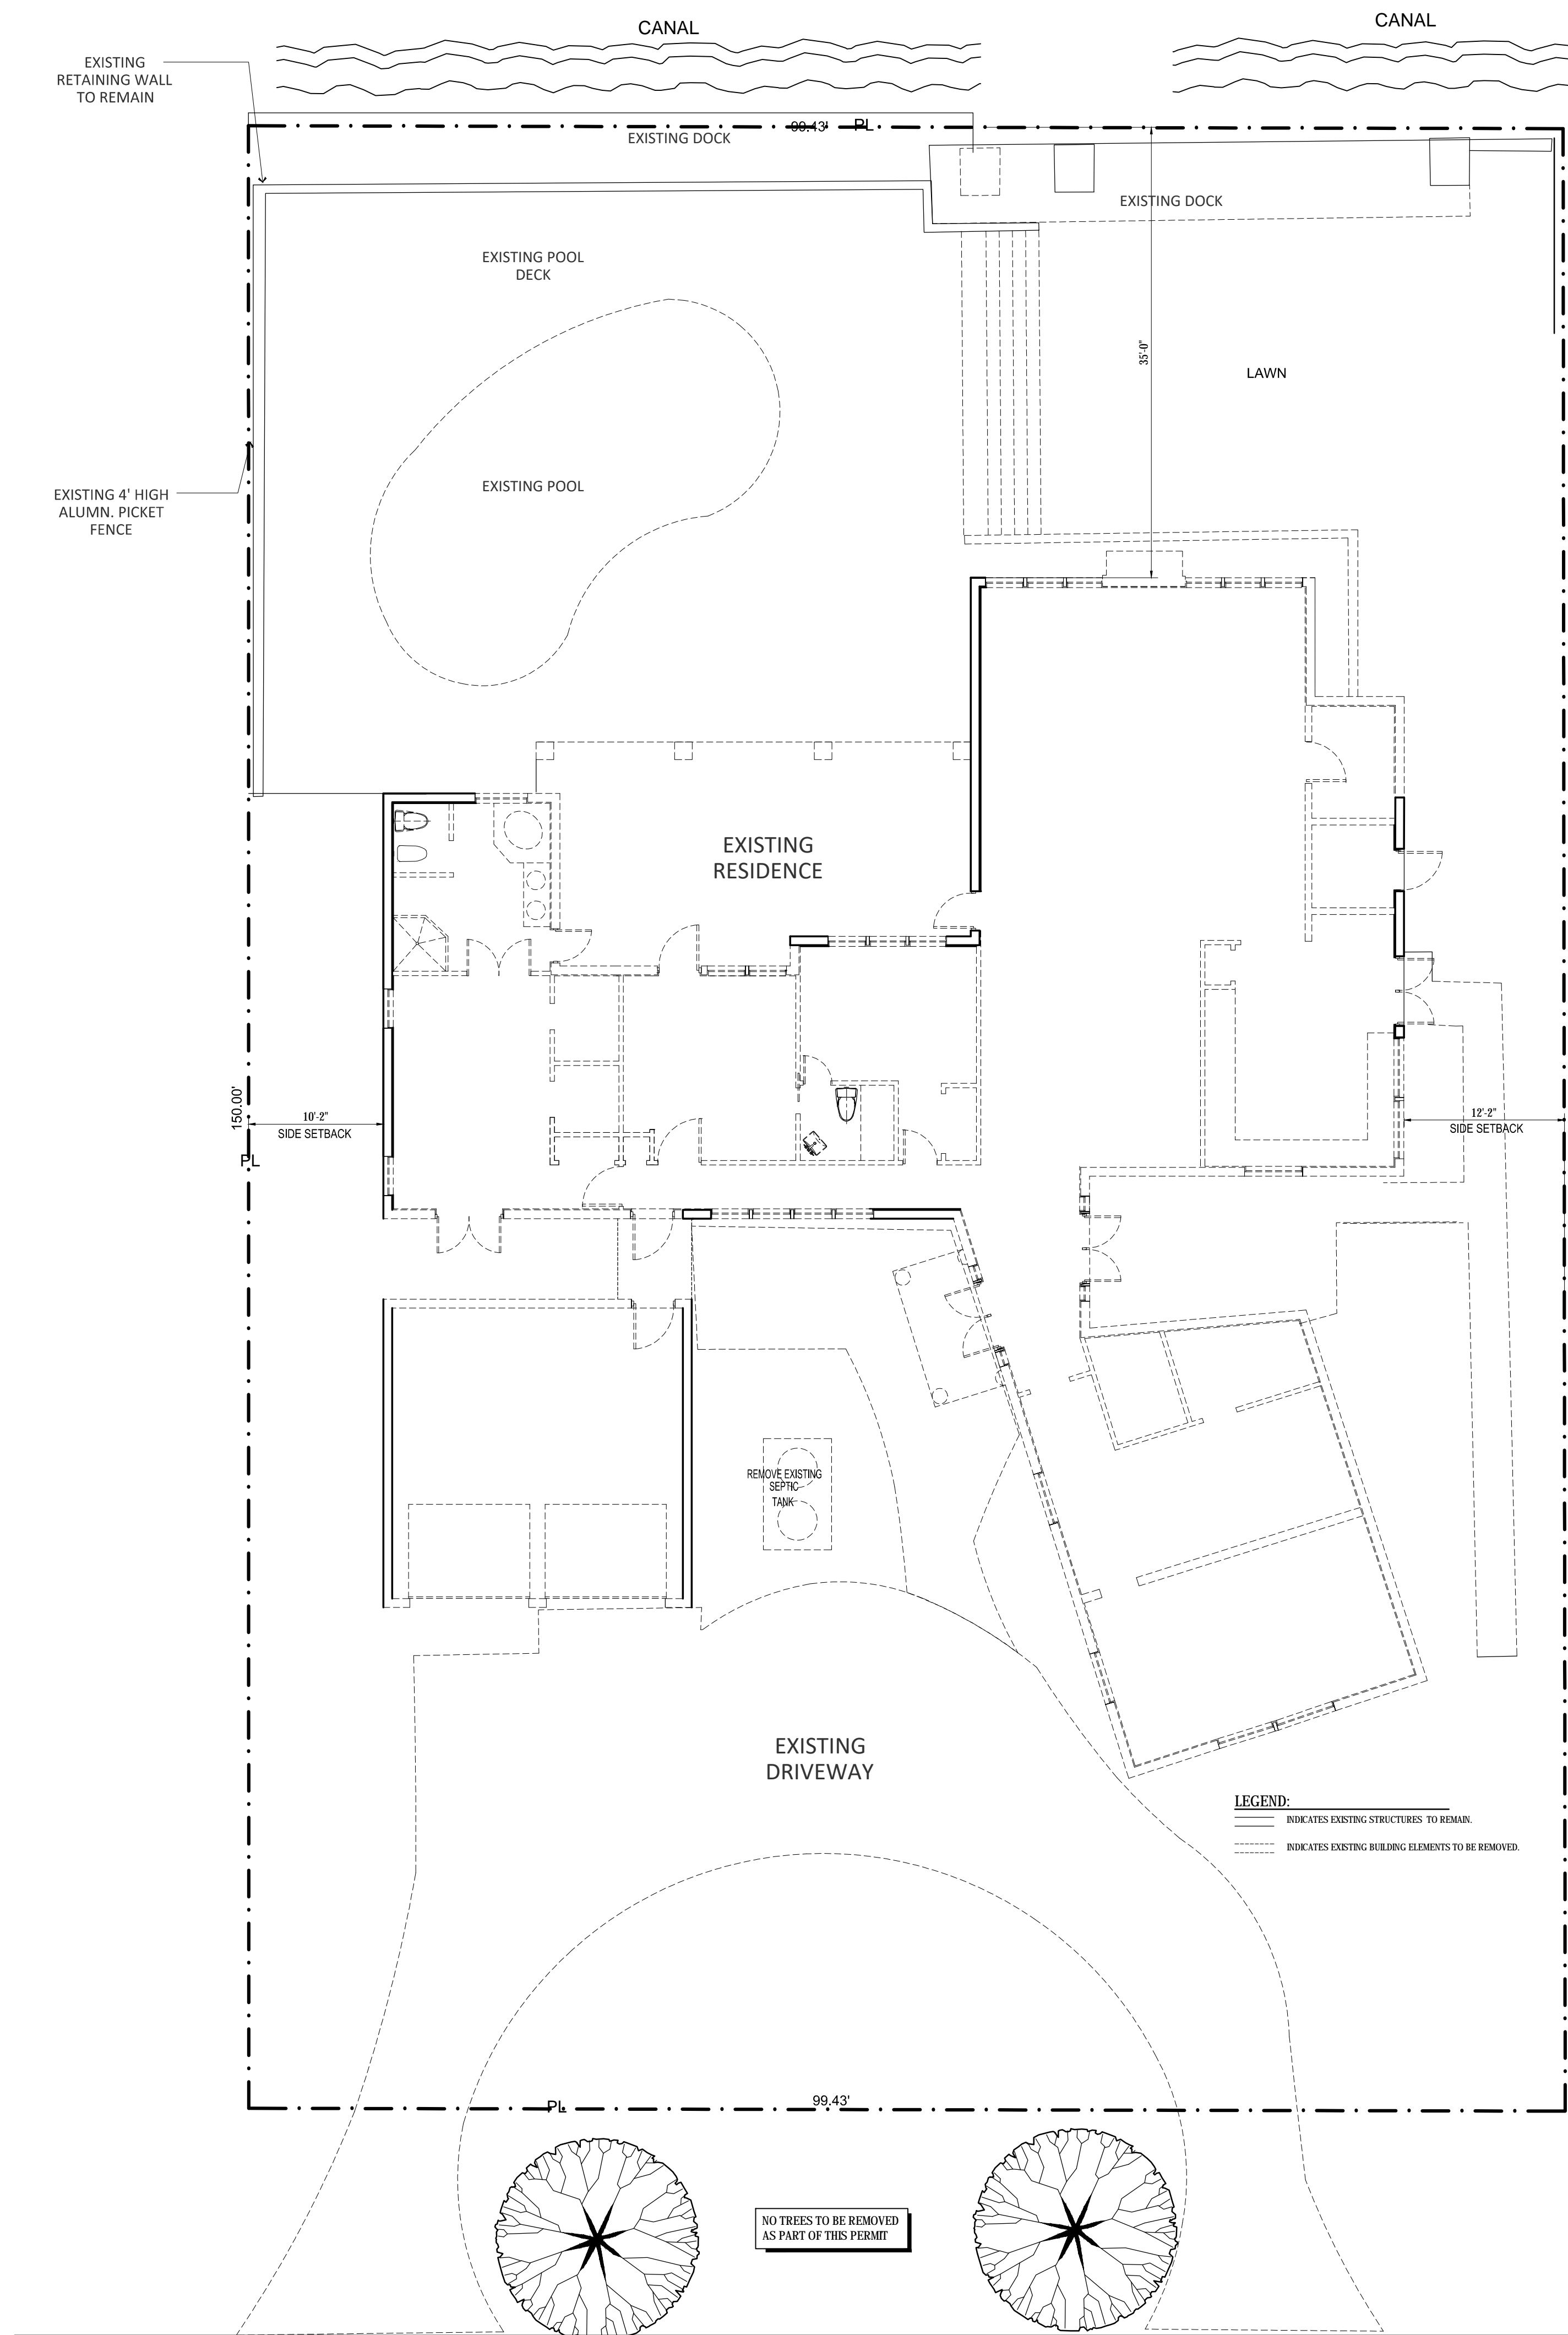 CANAL
CANAL
EXISTING
RETAINING WALL
TO REMAIN
99.43'
PL
EXISTING DOCK
EXISTING DOCK
EXISTING POOL
DECK
35'-0"
LAWN
EXISTING POOL
EXISTING 4' HIGH
ALUMN. PICKET
FENCE
EXISTING
RESIDENCE
150.00'
PL
10'-2"
SIDE SETBACK
12'-2"
SIDE SETBACK
REMOVE EXISTING
SEPTIC
TANK
EXISTING
DRIVEWAY
LEGEND:
INDICATES EXISTING STRUCTURES TO REMAIN.
INDICATES EXISTING BUILDING ELEMENTS TO BE REMOVED.
PL
99.43'
NO TREES TO BE REMOVED
AS PART OF THIS PERMIT